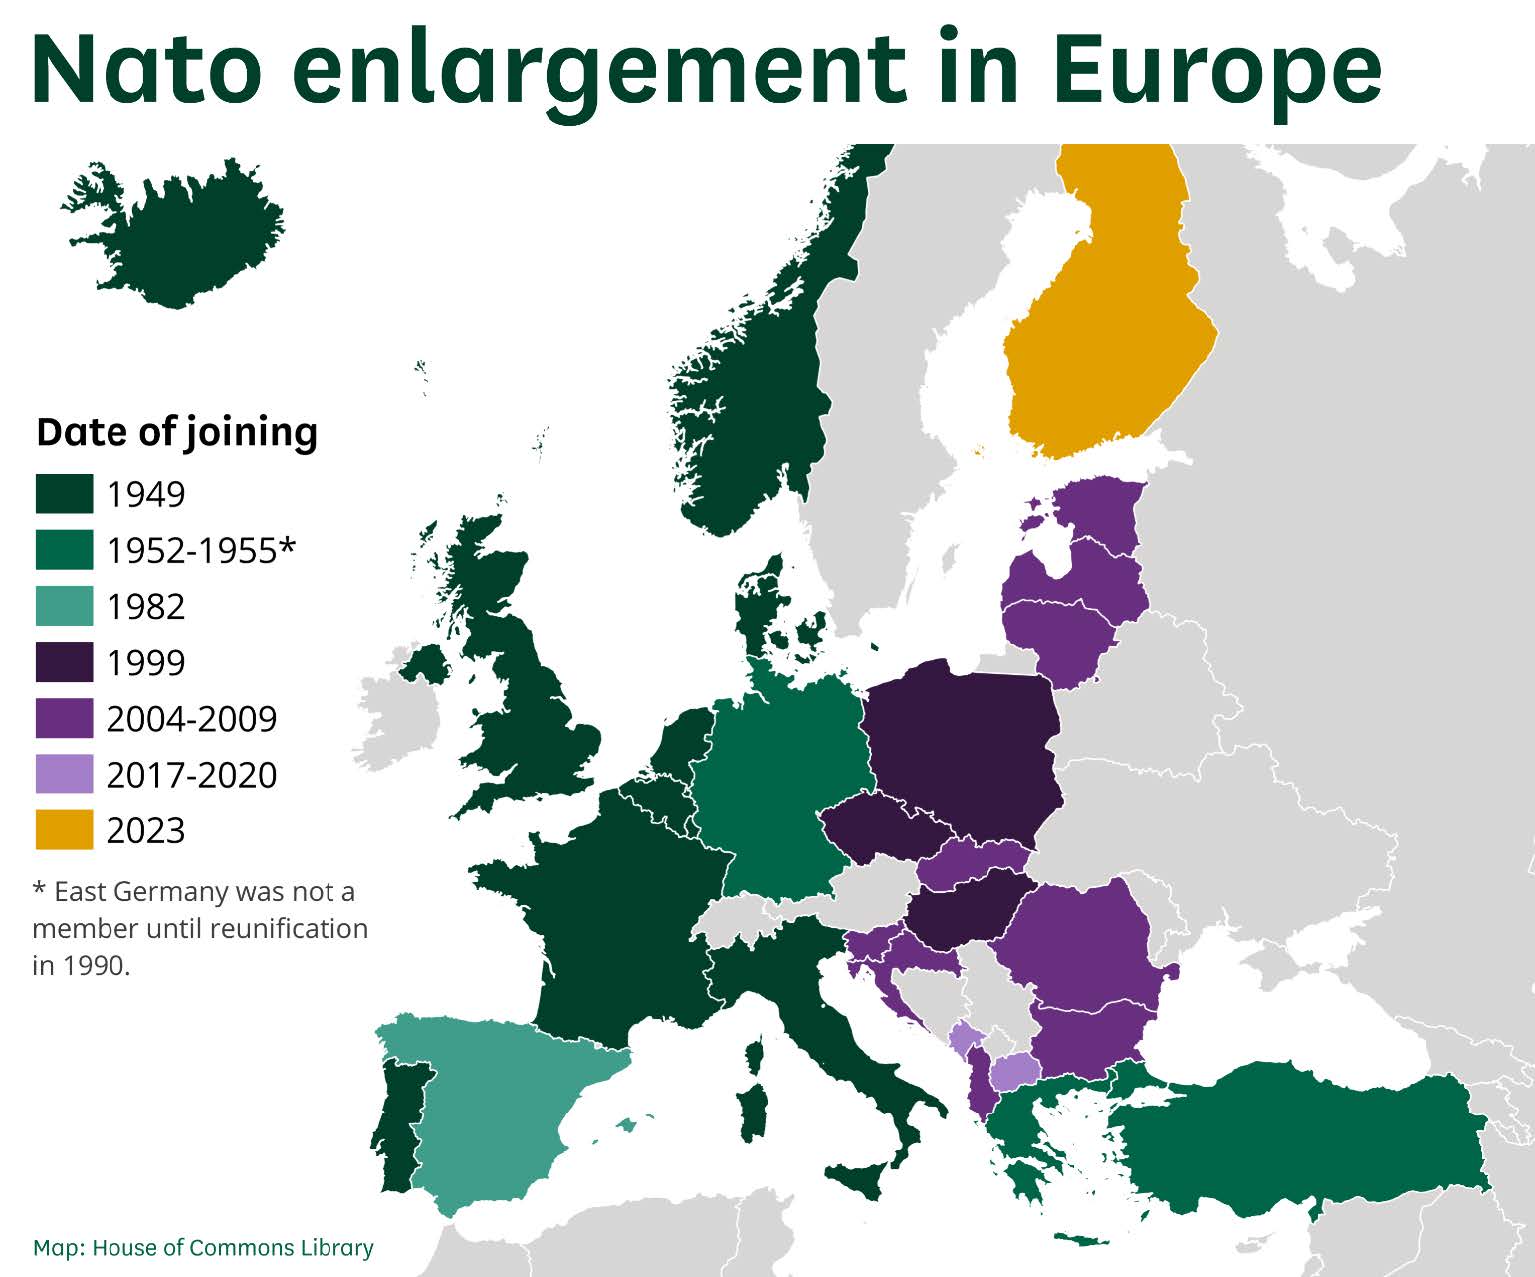 Nato enlargement in Europe
Date of joining
1949
1952-1955*
1982
1999
2004-2009
2017-2020
2023
* East Germany was not a
member until reunification
in 1990.
Map: House of Commons Library